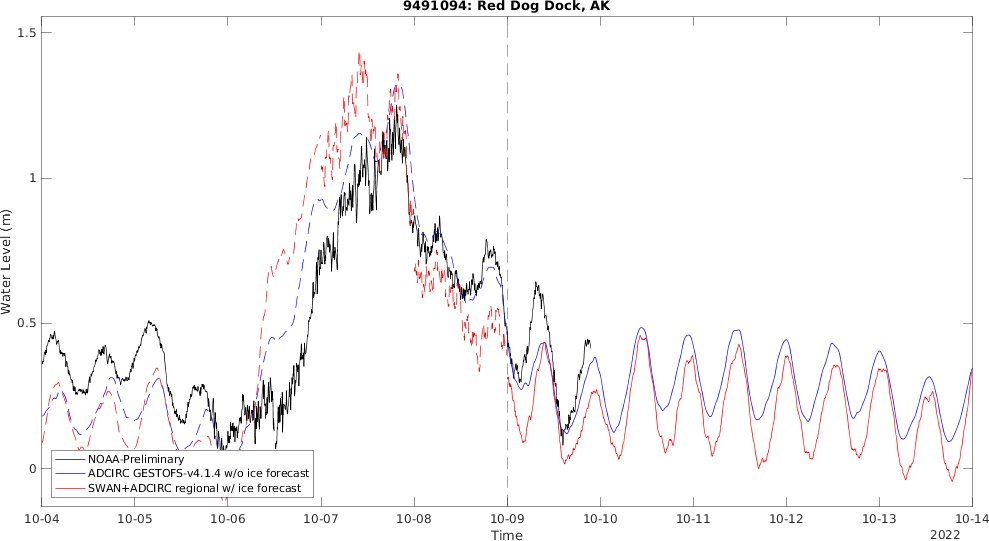 9491094: Red Dog Dock, AK
1.5
1
0.5
0
Water Level (m)
NOAA-Preliminary
ADCIRC GESTOFS-v4.1.4 w/o ice forecast
SWAN+ADCIRC regional w/ ice forecast
10-04 10-05 10-06 10-07 10-08 10-09 10-10 10-11 10-12 10-13 10-14
Time
2022